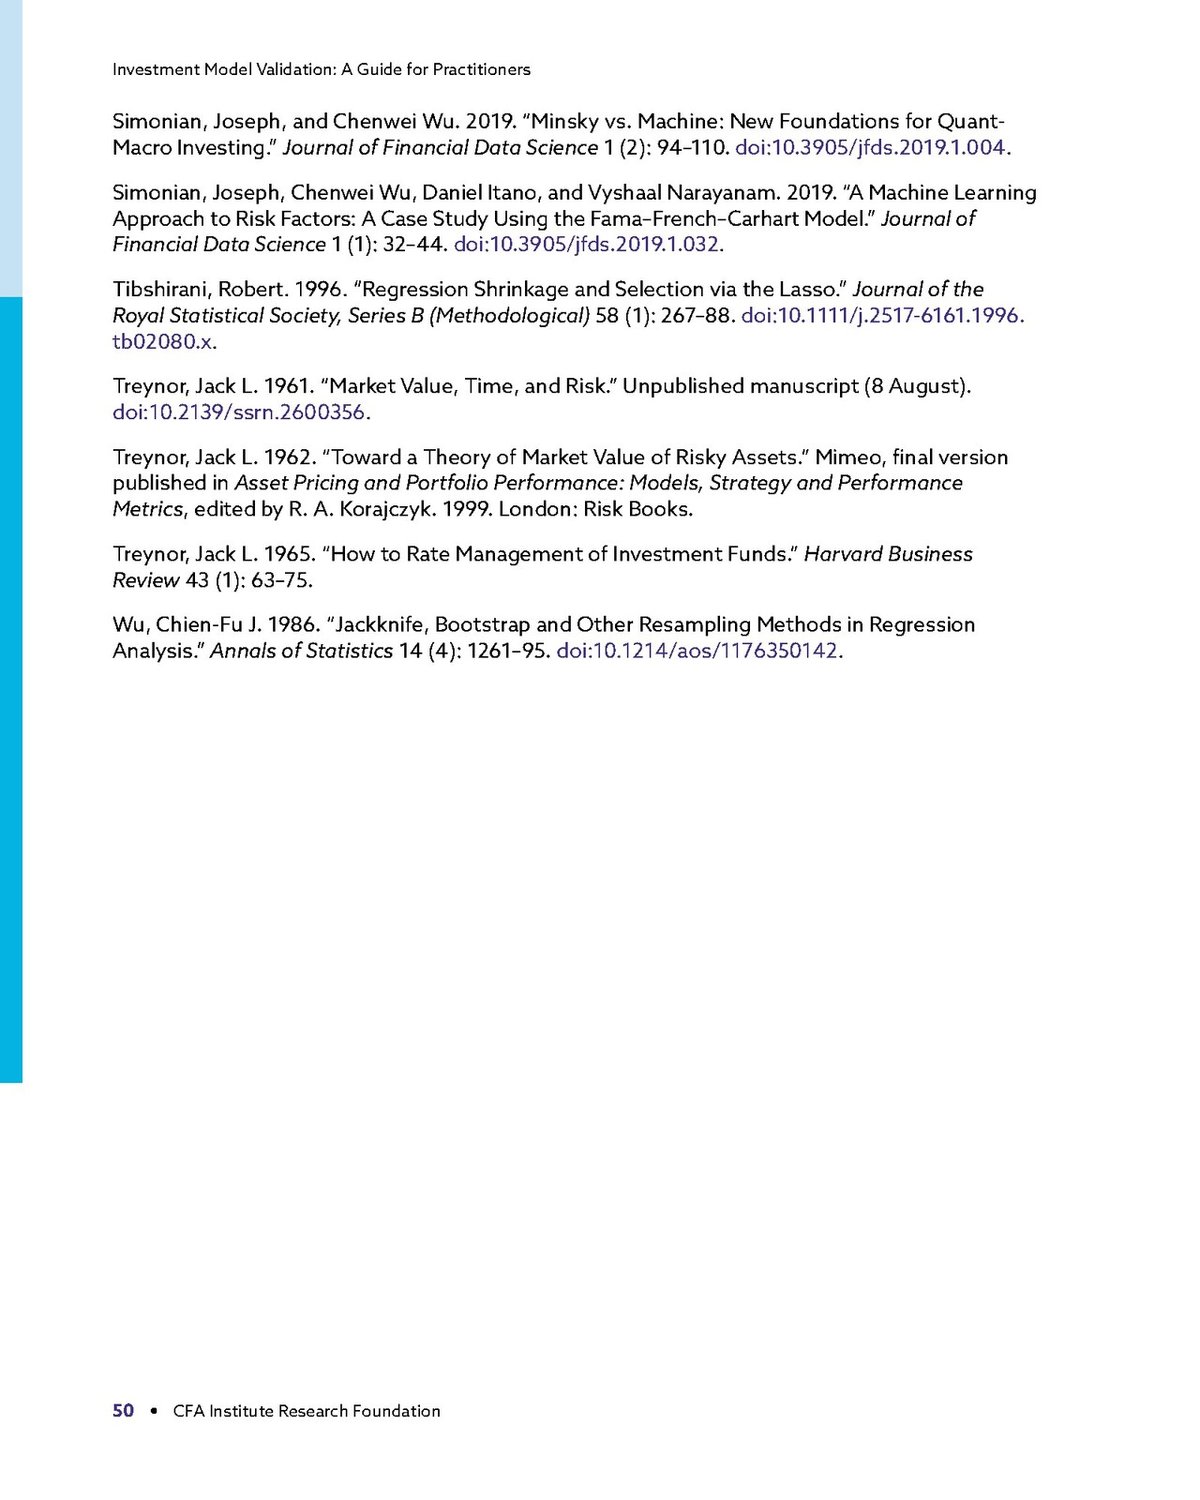 Investment Model Validation: A Guide for Practitioners
Simonian, Joseph, and Chenwei Wu. 2019. “Minsky vs. Machine: New Foundations for Quant-
Macro Investing.” Journal of Financial Data Science 1 (2): 94–110. doi:10.3905/jfds.2019.1.004.
Simonian, Joseph, Chenwei Wu, Daniel Itano, and Vyshaal Narayanam. 2019. “A Machine Learning
Approach to Risk Factors: A Case Study Using the Fama–French–Carhart Model.” Journal of
Financial Data Science 1 (1): 32–44. doi:10.3905/jfds.2019.1.032.
Tibshirani, Robert. 1996. “Regression Shrinkage and Selection via the Lasso.” Journal of the
Royal Statistical Society, Series B (Methodological) 58 (1): 267–88. doi:10.1111/j.2517-6161.1996.
tb02080.x.
Treynor, Jack L. 1961. “Market Value, Time, and Risk.” Unpublished manuscript (8 August).
doi:10.2139/ssrn.2600356.
Treynor, Jack L. 1962. “Toward a Theory of Market Value of Risky Assets.” Mimeo, final version
published in Asset Pricing and Portfolio Performance: Models, Strategy and Performance
Metrics, edited by R. A. Korajczyk. 1999. London: Risk Books.
Treynor, Jack L. 1965. “How to Rate Management of Investment Funds.” Harvard Business
Review 43 (1): 63–75.
Wu, Chien-Fu J. 1986. “Jackknife, Bootstrap and Other Resampling Methods in Regression
Analysis.” Annals of Statistics 14 (4): 1261–95. doi:10.1214/aos/1176350142.
50 • CFA Institute Research Foundation